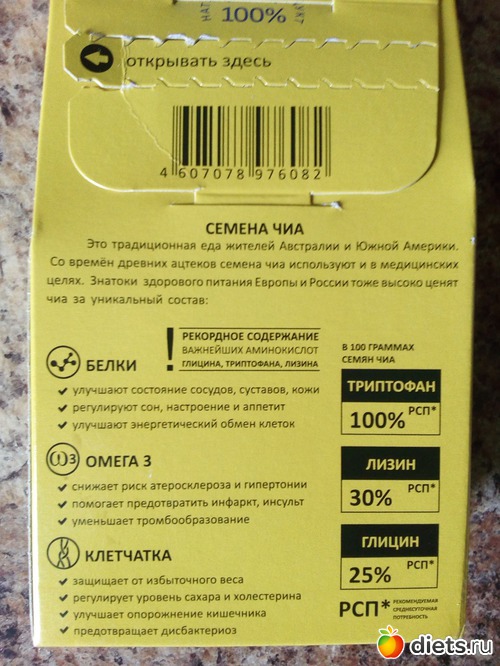 100%
открывать здесь
4 607078 976082
СЕМЕНА ЧИА
Это традиционная еда жителей Австралии и Южной Америки.
Со времён древних ацтеков семена чиа используют и в медицинских
целях. Знатоки здорового питания Европы и России тоже высоко ценят
чиа за уникальный состав:
БЕЛКИ
! РЕКОРДНОЕ СОДЕРЖАНИЕ
ВАЖНЕЙШИХ АМИНОКИСЛОТ
ГЛИЦИНА, ТРИПТОФАНА, ЛИЗИНА
✓ улучшают состояние сосудов, суставов, кожи
✓ регулируют сон, настроение и аппетит
✓ улучшают энергетический обмен клеток
ω3 ОМЕГА 3
✓ снижает риск атеросклероза и гипертонии
✓ помогает предотвратить инфаркт, инсульт
✓ уменьшает тромбообразование
КЛЕТЧАТКА
✓ защищает от избыточного веса
✓ регулирует уровень сахара и холестерина
✓ улучшает опорожнение кишечника
✓ предотвращает дисбактериоз
В 100 ГРАММАХ
СЕМЯН ЧИА
ТРИПТОФАН
100% РСП*
ЛИЗИН
30% РСП*
ГЛИЦИН
25% РСП*
РСП* РЕКОМЕНДУЕМАЯ
СРЕДНЕСУТОЧНАЯ
ПОТРЕБНОСТЬ
diets.ru